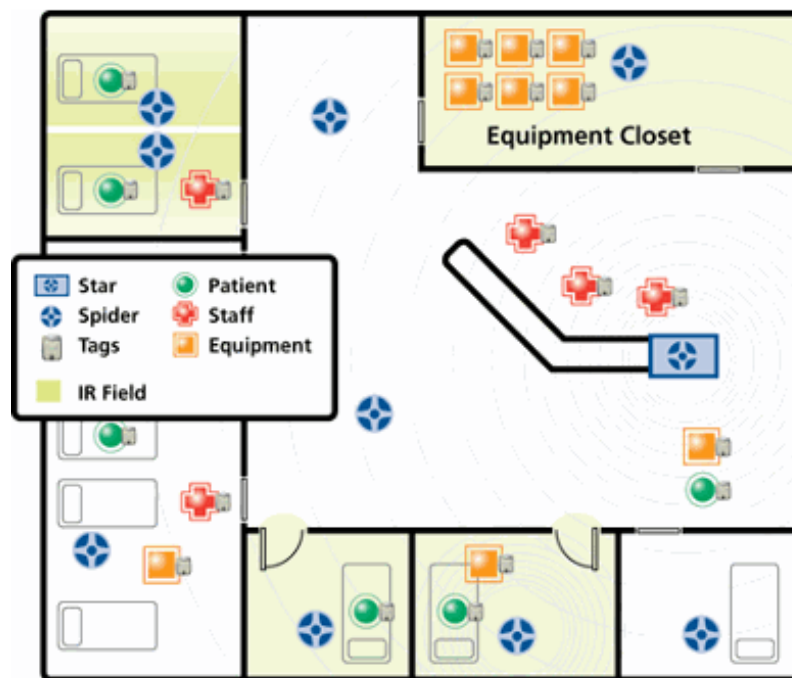 Equipment Closet
Star
Patient
Spider
Staff
Tags
Equipment
IR Field